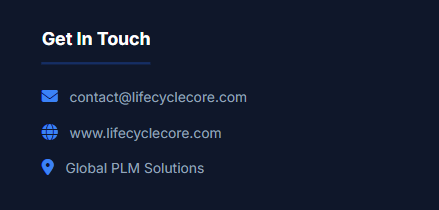 Get In Touch
contact@lifecyclecore.com
www.lifecyclecore.com
Global PLM Solutions